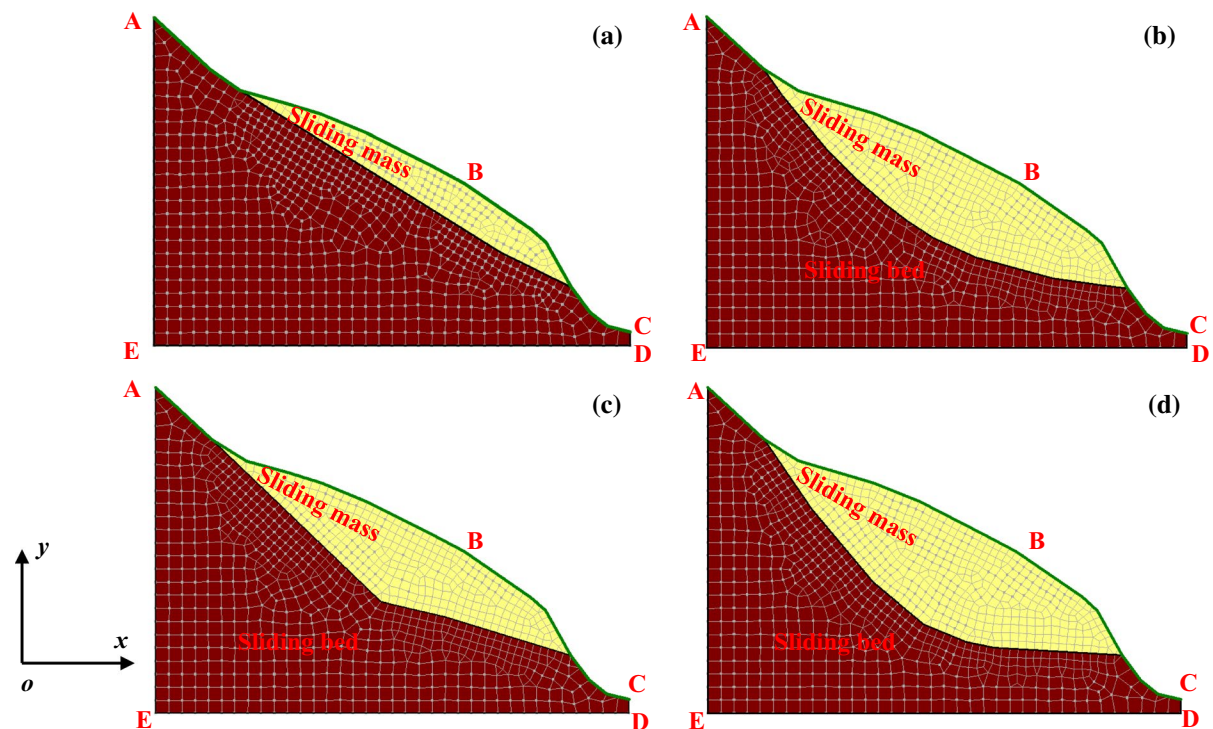 A
(a)
Sliding mass
B
C
E
D
A
(b)
Sliding mass
B
Sliding bed
C
E
D
A
(c)
Sliding mass
B
Sliding bed
C
E
D
A
(d)
Sliding mass
B
Sliding bed
C
E
D
y
x
o